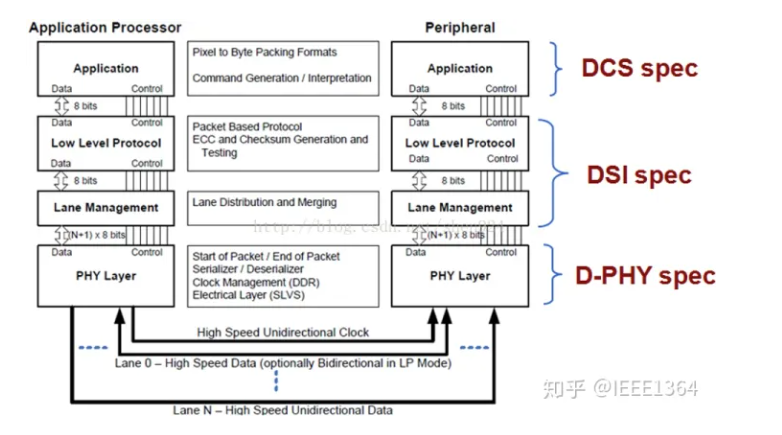 Application Processor
Peripheral
Application
Data
Control
8 bits
Pixel to Byte Packing Formats
Command Generation / Interpretation
Application
Data
Control
8 bits
DCS spec
Data
Control
Low Level Protocol
Data
Control
8 bits
Packet Based Protocol
ECC and Checksum Generation and
Testing
Data
Control
Low Level Protocol
Data
Control
8 bits
DSI spec
Lane Management
(N+1) x 8 bits
Data
Control
Lane Distribution and Merging
Lane Management
(N+1) x 8 bits
Data
Control
PHY Layer
Start of Packet / End of Packet
Serializer / Deserializer
Clock Management (DDR)
Electrical Layer (SLVS)
PHY Layer
D-PHY spec
High Speed Unidirectional Clock
Lane 0 – High Speed Data (optionally Bidirectional in LP Mode)
Lane N – High Speed Unidirectional Data
知乎 @IEEE1364